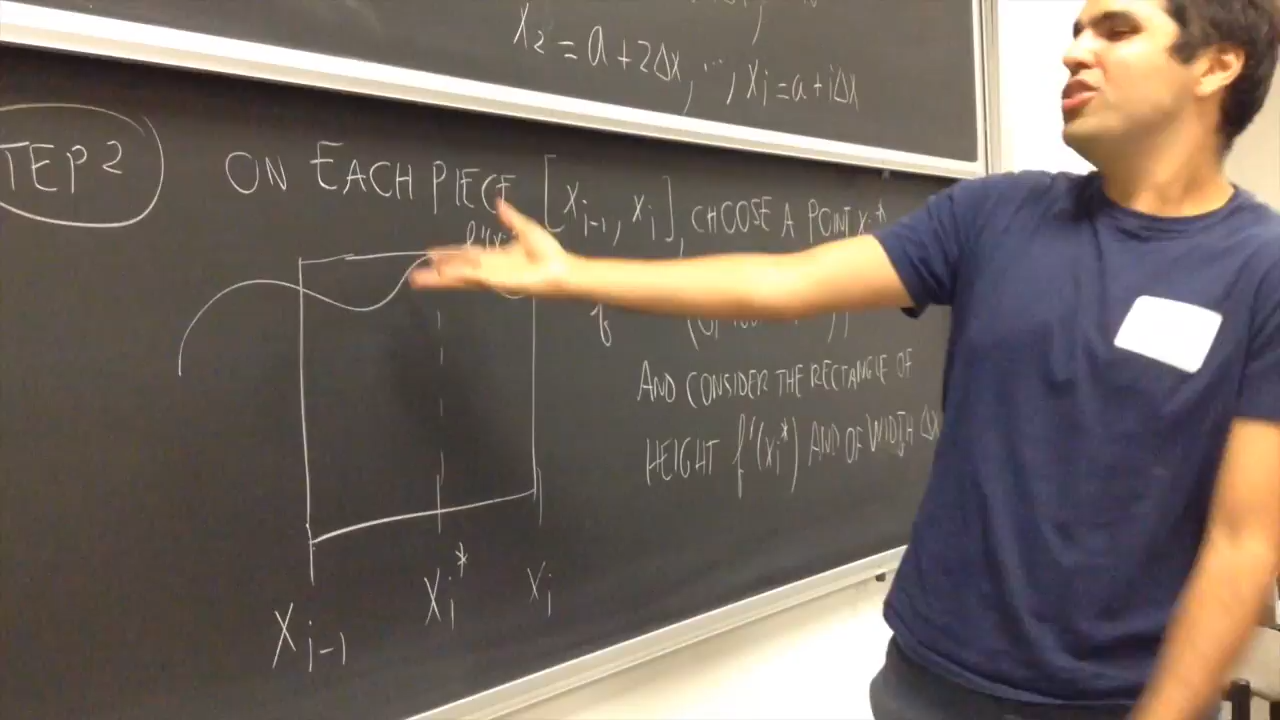 x₂ = a + 2Δx, ..., xᵢ = a + iΔx
TEP 2
ON EACH PIECE [xᵢ₋₁, xᵢ], CHOOSE A POINT xᵢ*
AND CONSIDER THE RECTANGLE OF
HEIGHT f'(xᵢ*) AND OF WIDTH Δx
xᵢ₋₁ xᵢ* xᵢ